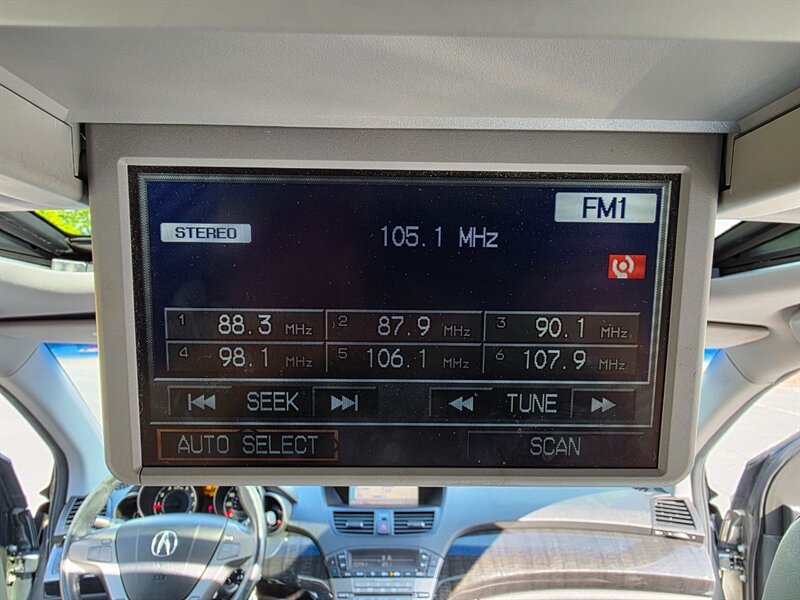 FM1
STEREO 105.1 MHz
1 88.3 MHz 2 87.9 MHz 3 90.1 MHz
4 98.1 MHz 5 106.1 MHz 6 107.9 MHz
SEEK TUNE
AUTO SELECT SCAN